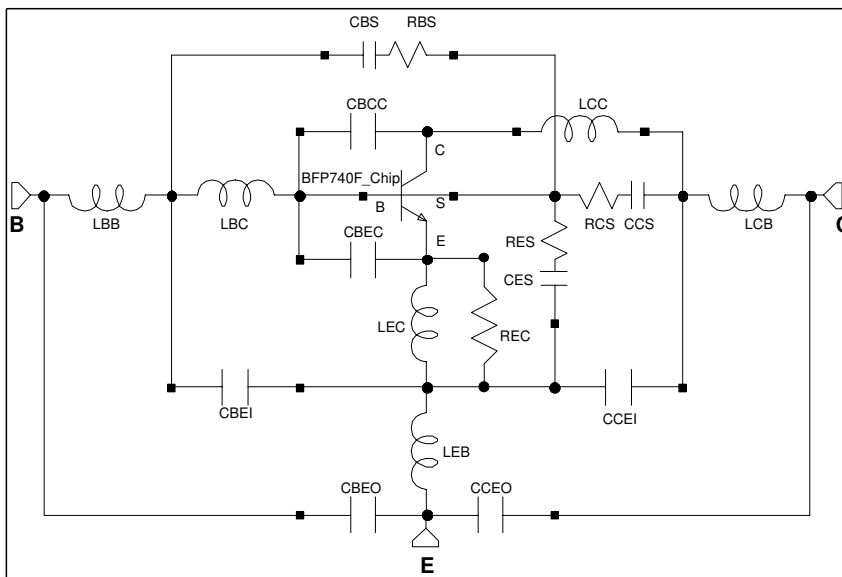 CBS RBS
CBCC
LCC
C
BFP740F_Chip
B
S
B
LBB
LBC
RCS CCS
LCB
C
CBEC
E
RES
CES
LEC
REC
CBEI
CCEI
LEB
CBEO
CCEO
E